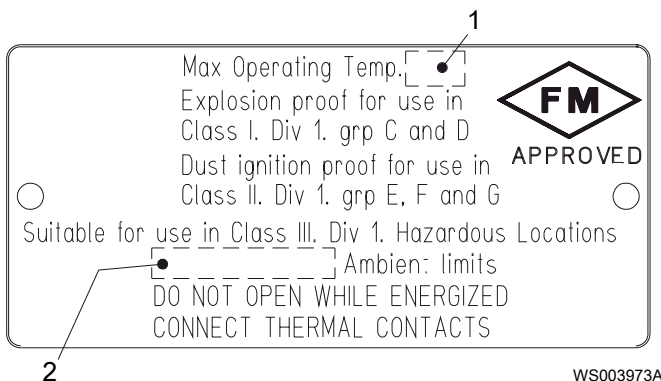 1
Max Operating Temp.
Explosion proof for use in
Class I. Div 1. grp C and D
Dust ignition proof for use in
Class II. Div 1. grp E, F and G
FM
APPROVED
Suitable for use in Class III. Div 1. Hazardous Locations
Ambient limits
DO NOT OPEN WHILE ENERGIZED
CONNECT THERMAL CONTACTS
2
WS003973A